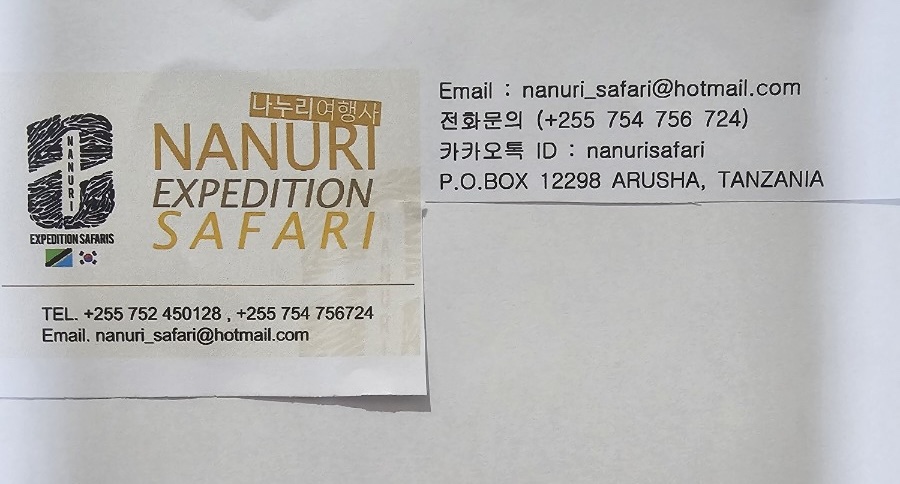 나누리여행사
NANURI
EXPEDITION
SAFARI
NANURI
EXPEDITION SAFARIS
TEL. +255 752 450128 , +255 754 756724
Email. nanuri_safari@hotmail.com
Email : nanuri_safari@hotmail.com
전화문의 (+255 754 756 724)
카카오톡 ID : nanurisafari
P.O.BOX 12298 ARUSHA, TANZANIA